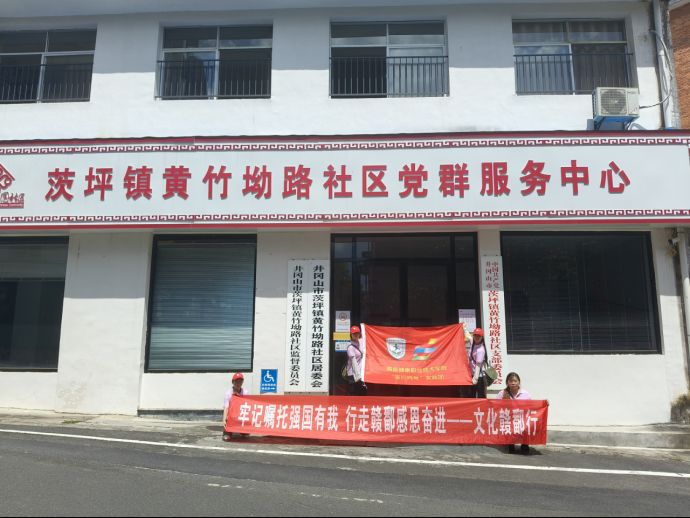 茨坪镇黄竹坳路社区党群服务中心
井冈山市茨坪镇黄竹坳路社区监督委员会
井冈山市茨坪镇黄竹坳路社区居委会
中国共产党
井冈山市
茨坪镇黄竹坳路社区支部委员会
牢记嘱托强国有我 行走赣鄱感恩奋进——文化赣鄱行